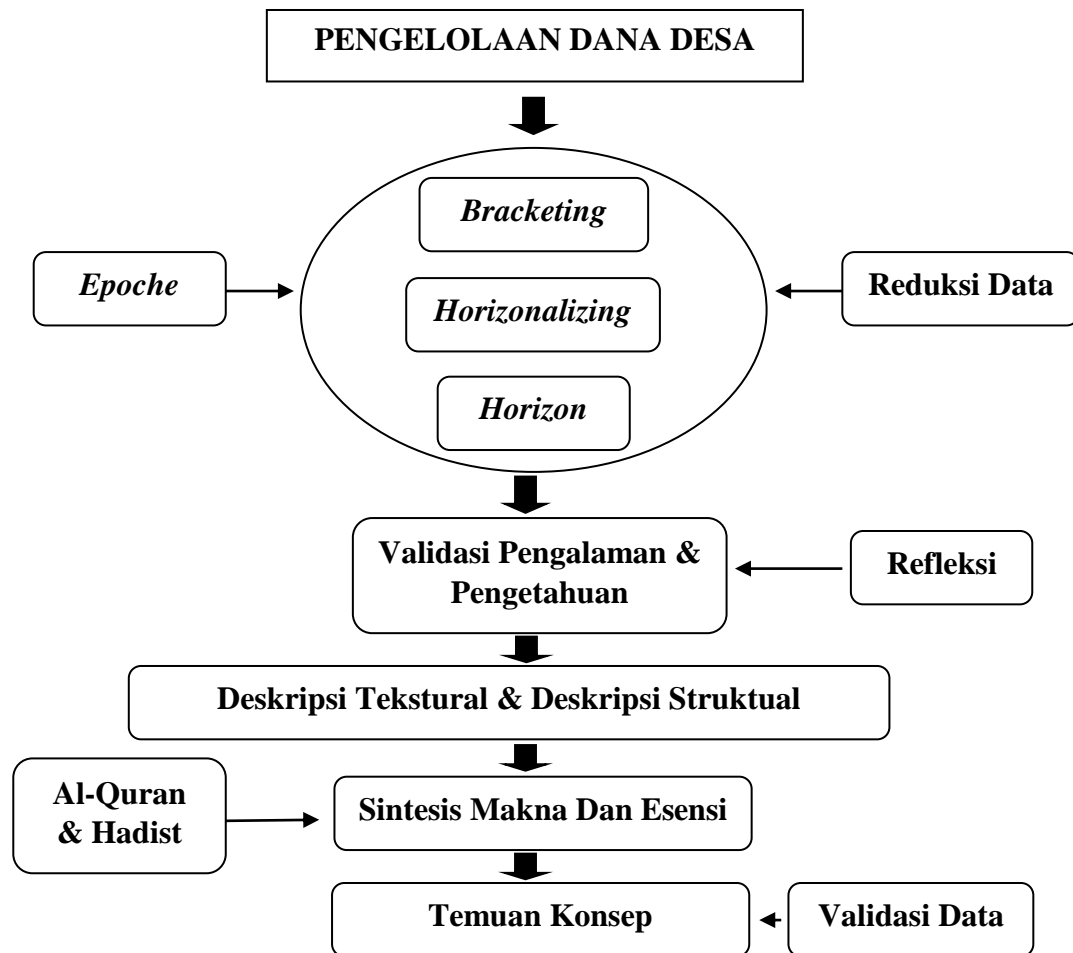 PENGELOLAAN DANA DESA
Bracketing
Epoche
Horizonalizing
Reduksi Data
Horizon
Validasi Pengalaman &
Pengetahuan
Refleksi
Deskripsi Tekstural & Deskripsi Struktual
Al-Quran
& Hadist
Sintesis Makna Dan Esensi
Temuan Konsep
Validasi Data